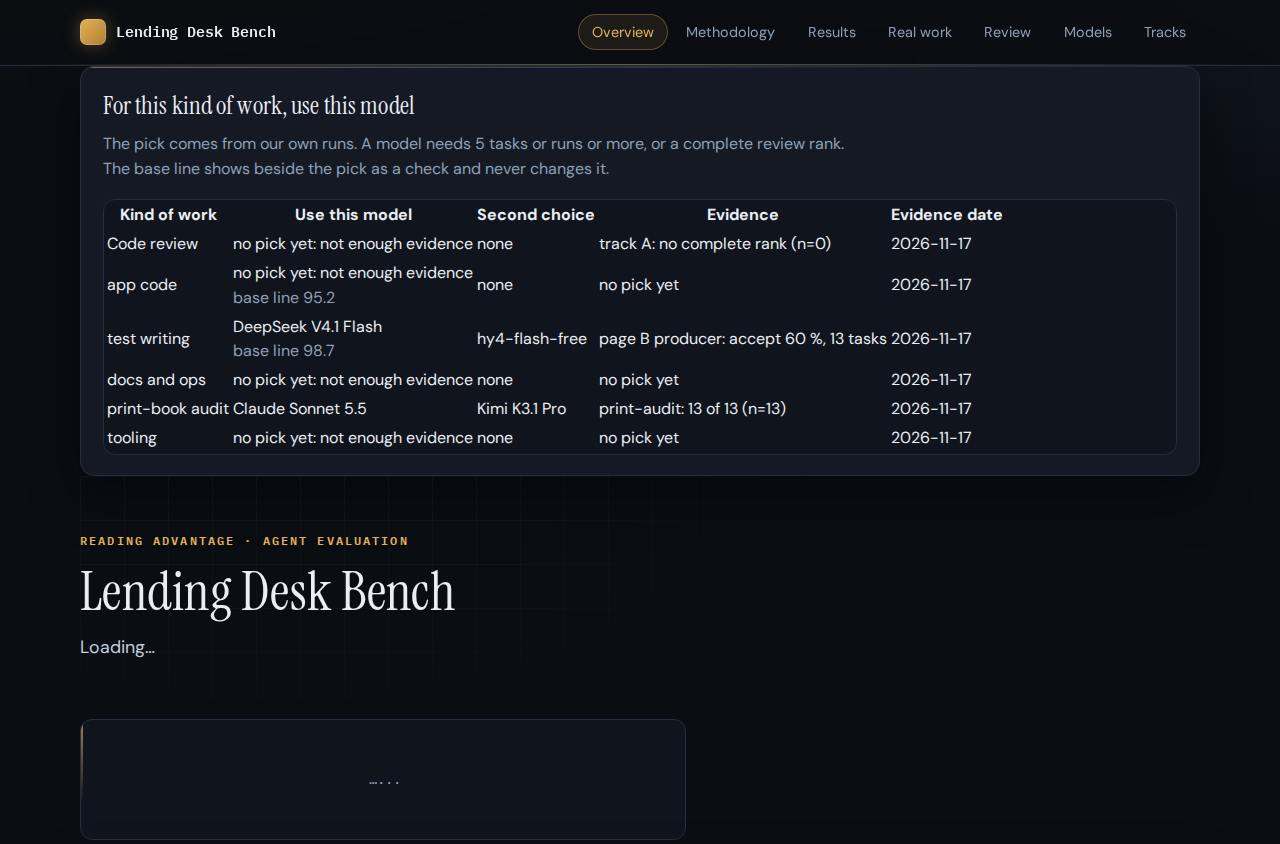 Lending Desk Bench
Overview Methodology Results Real work Review Models Tracks
For this kind of work, use this model
The pick comes from our own runs. A model needs 5 tasks or runs or more, or a complete review rank.
The base line shows beside the pick as a check and never changes it.
Kind of work Use this model Second choice Evidence Evidence date
Code review no pick yet: not enough evidence none track A: no complete rank (n=0) 2026-11-17
app code no pick yet: not enough evidence
base line 95.2 none no pick yet 2026-11-17
test writing DeepSeek V4.1 Flash
base line 98.7 hy4-flash-free page B producer: accept 60 %, 13 tasks 2026-11-17
docs and ops no pick yet: not enough evidence none no pick yet 2026-11-17
print-book audit Claude Sonnet 5.5 Kimi K3.1 Pro print-audit: 13 of 13 (n=13) 2026-11-17
tooling no pick yet: not enough evidence none no pick yet 2026-11-17
READING ADVANTAGE · AGENT EVALUATION
Lending Desk Bench
Loading…
…...